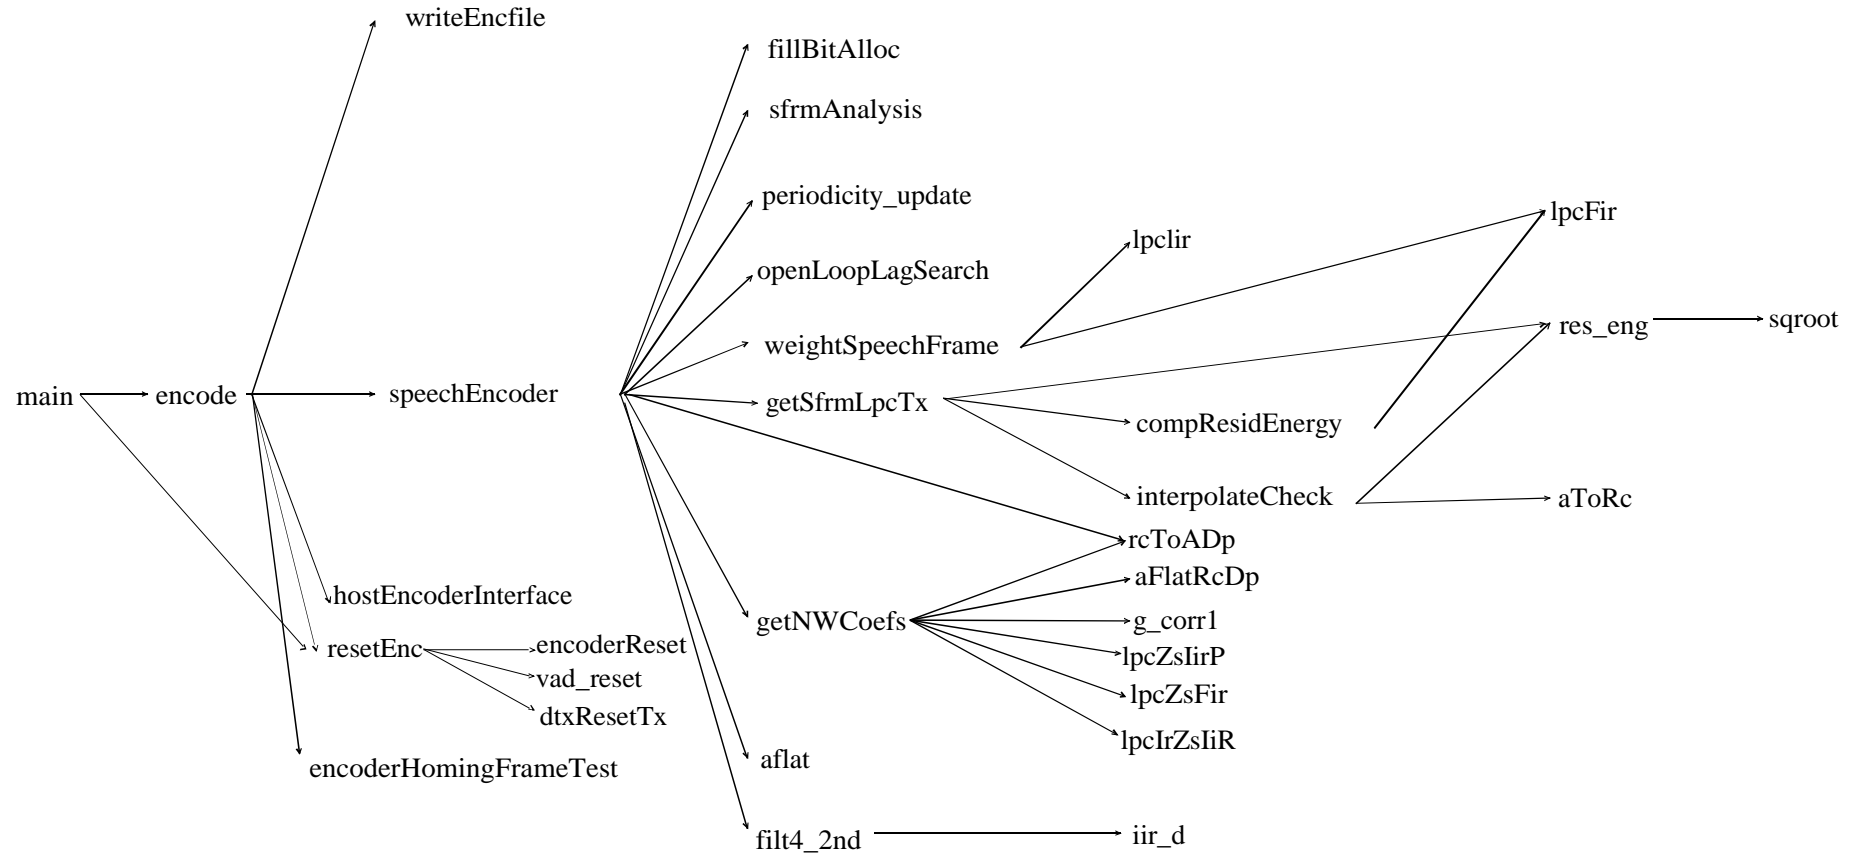 writeEncfile
fillBitAlloc
sfrmAnalysis
periodicity_update
lpcFir
lpclir
openLoopLagSearch
res_eng
sqroot
weightSpeechFrame
main
encode
speechEncoder
getSfrmLpcTx
compResidEnergy
interpolateCheck
aToRc
rcToADp
aFlatRcDp
hostEncoderInterface
getNWCoefs
g_corr1
resetEnc
encoderReset
lpcZsIirP
vad_reset
lpcZsFir
dtxResetTx
lpcIrZsIiR
encoderHomingFrameTest
aflat
filt4_2nd
iir_d